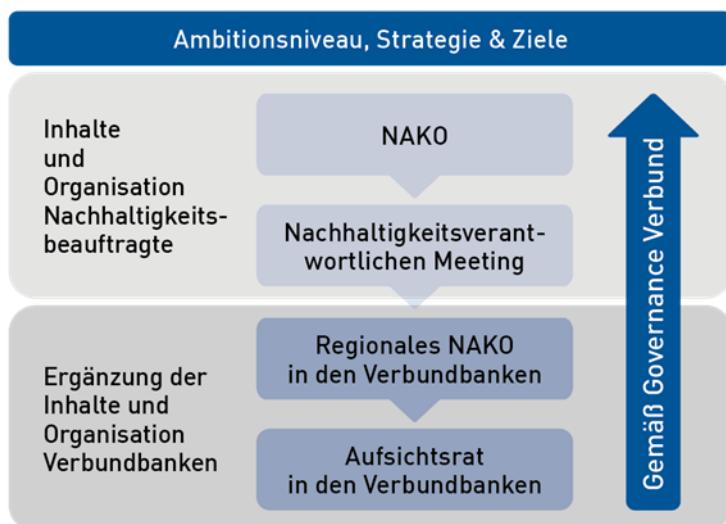 Ambitionsniveau, Strategie & Ziele
Inhalte
und
Organisation
Nachhaltigkeits-
beauftragte
NAKO
Nachhaltigkeitsverant-
wortlichen Meeting
Ergänzung der
Inhalte und
Organisation
Verbundbanken
Regionales NAKO
in den Verbundbanken
Aufsichtsrat
in den Verbundbanken
Gemäß Governance Verbund